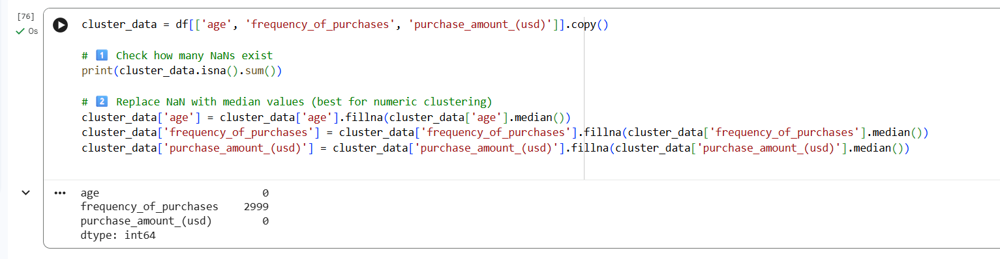 [76]
0s
cluster_data = df[['age', 'frequency_of_purchases', 'purchase_amount_(usd)']].copy()
# 1️⃣ Check how many NaNs exist
print(cluster_data.isna().sum())
# 2️⃣ Replace NaN with median values (best for numeric clustering)
cluster_data['age'] = cluster_data['age'].fillna(cluster_data['age'].median())
cluster_data['frequency_of_purchases'] = cluster_data['frequency_of_purchases'].fillna(cluster_data['frequency_of_purchases'].median())
cluster_data['purchase_amount_(usd)'] = cluster_data['purchase_amount_(usd)'].fillna(cluster_data['purchase_amount_(usd)'].median())
age 0
frequency_of_purchases 2999
purchase_amount_(usd) 0
dtype: int64